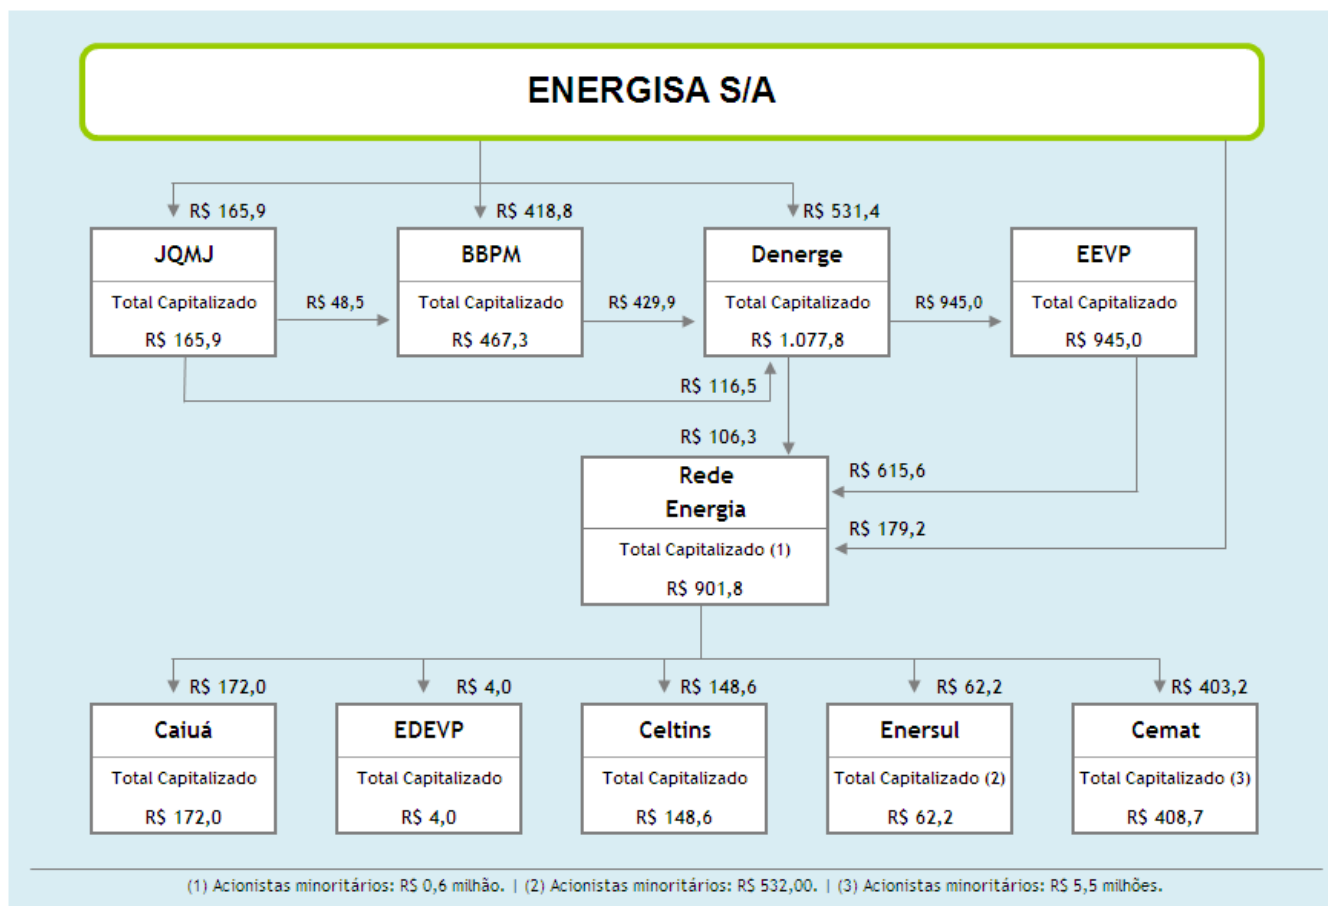 ENERGISA S/A
R$ 165,9
R$ 418,8
R$ 531,4
JQMJ
Total Capitalizado
R$ 165,9
R$ 48,5
BBPM
Total Capitalizado
R$ 467,3
R$ 429,9
Denerge
Total Capitalizado
R$ 1.077,8
R$ 945,0
EEVP
Total Capitalizado
R$ 945,0
R$ 116,5
R$ 106,3
R$ 615,6
R$ 179,2
Rede
Energia
Total Capitalizado (1)
R$ 901,8
R$ 172,0
R$ 4,0
R$ 148,6
R$ 62,2
R$ 403,2
Caiuá
Total Capitalizado
R$ 172,0
EDEVP
Total Capitalizado
R$ 4,0
Celtins
Total Capitalizado
R$ 148,6
Enersul
Total Capitalizado (2)
R$ 62,2
Cemat
Total Capitalizado (3)
R$ 408,7
(1) Acionistas minoritários: R$ 0,6 milhão. | (2) Acionistas minoritários: R$ 532,00. | (3) Acionistas minoritários: R$ 5,5 milhões.